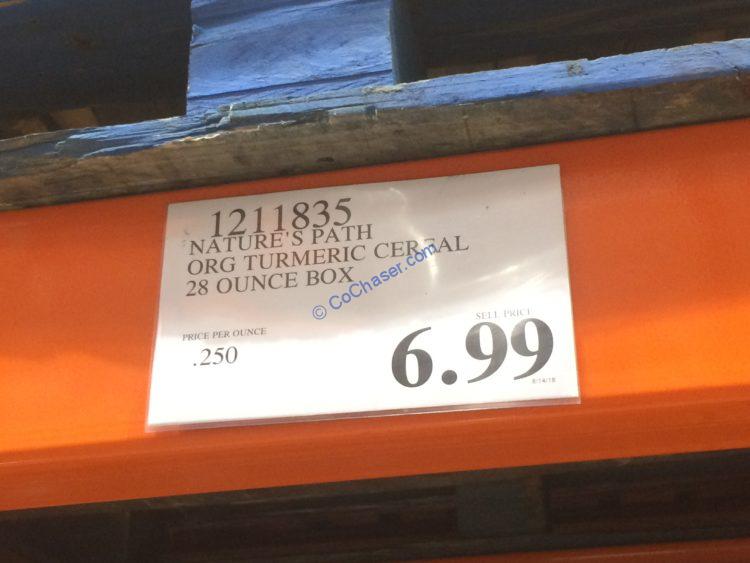 1211835
NATURE'S PATH
ORG TURMERIC CEREAL
28 OUNCE BOX
© CoChaser.com
SELL PRICE
PRICE PER OUNCE
.250
6.99
8/14/18